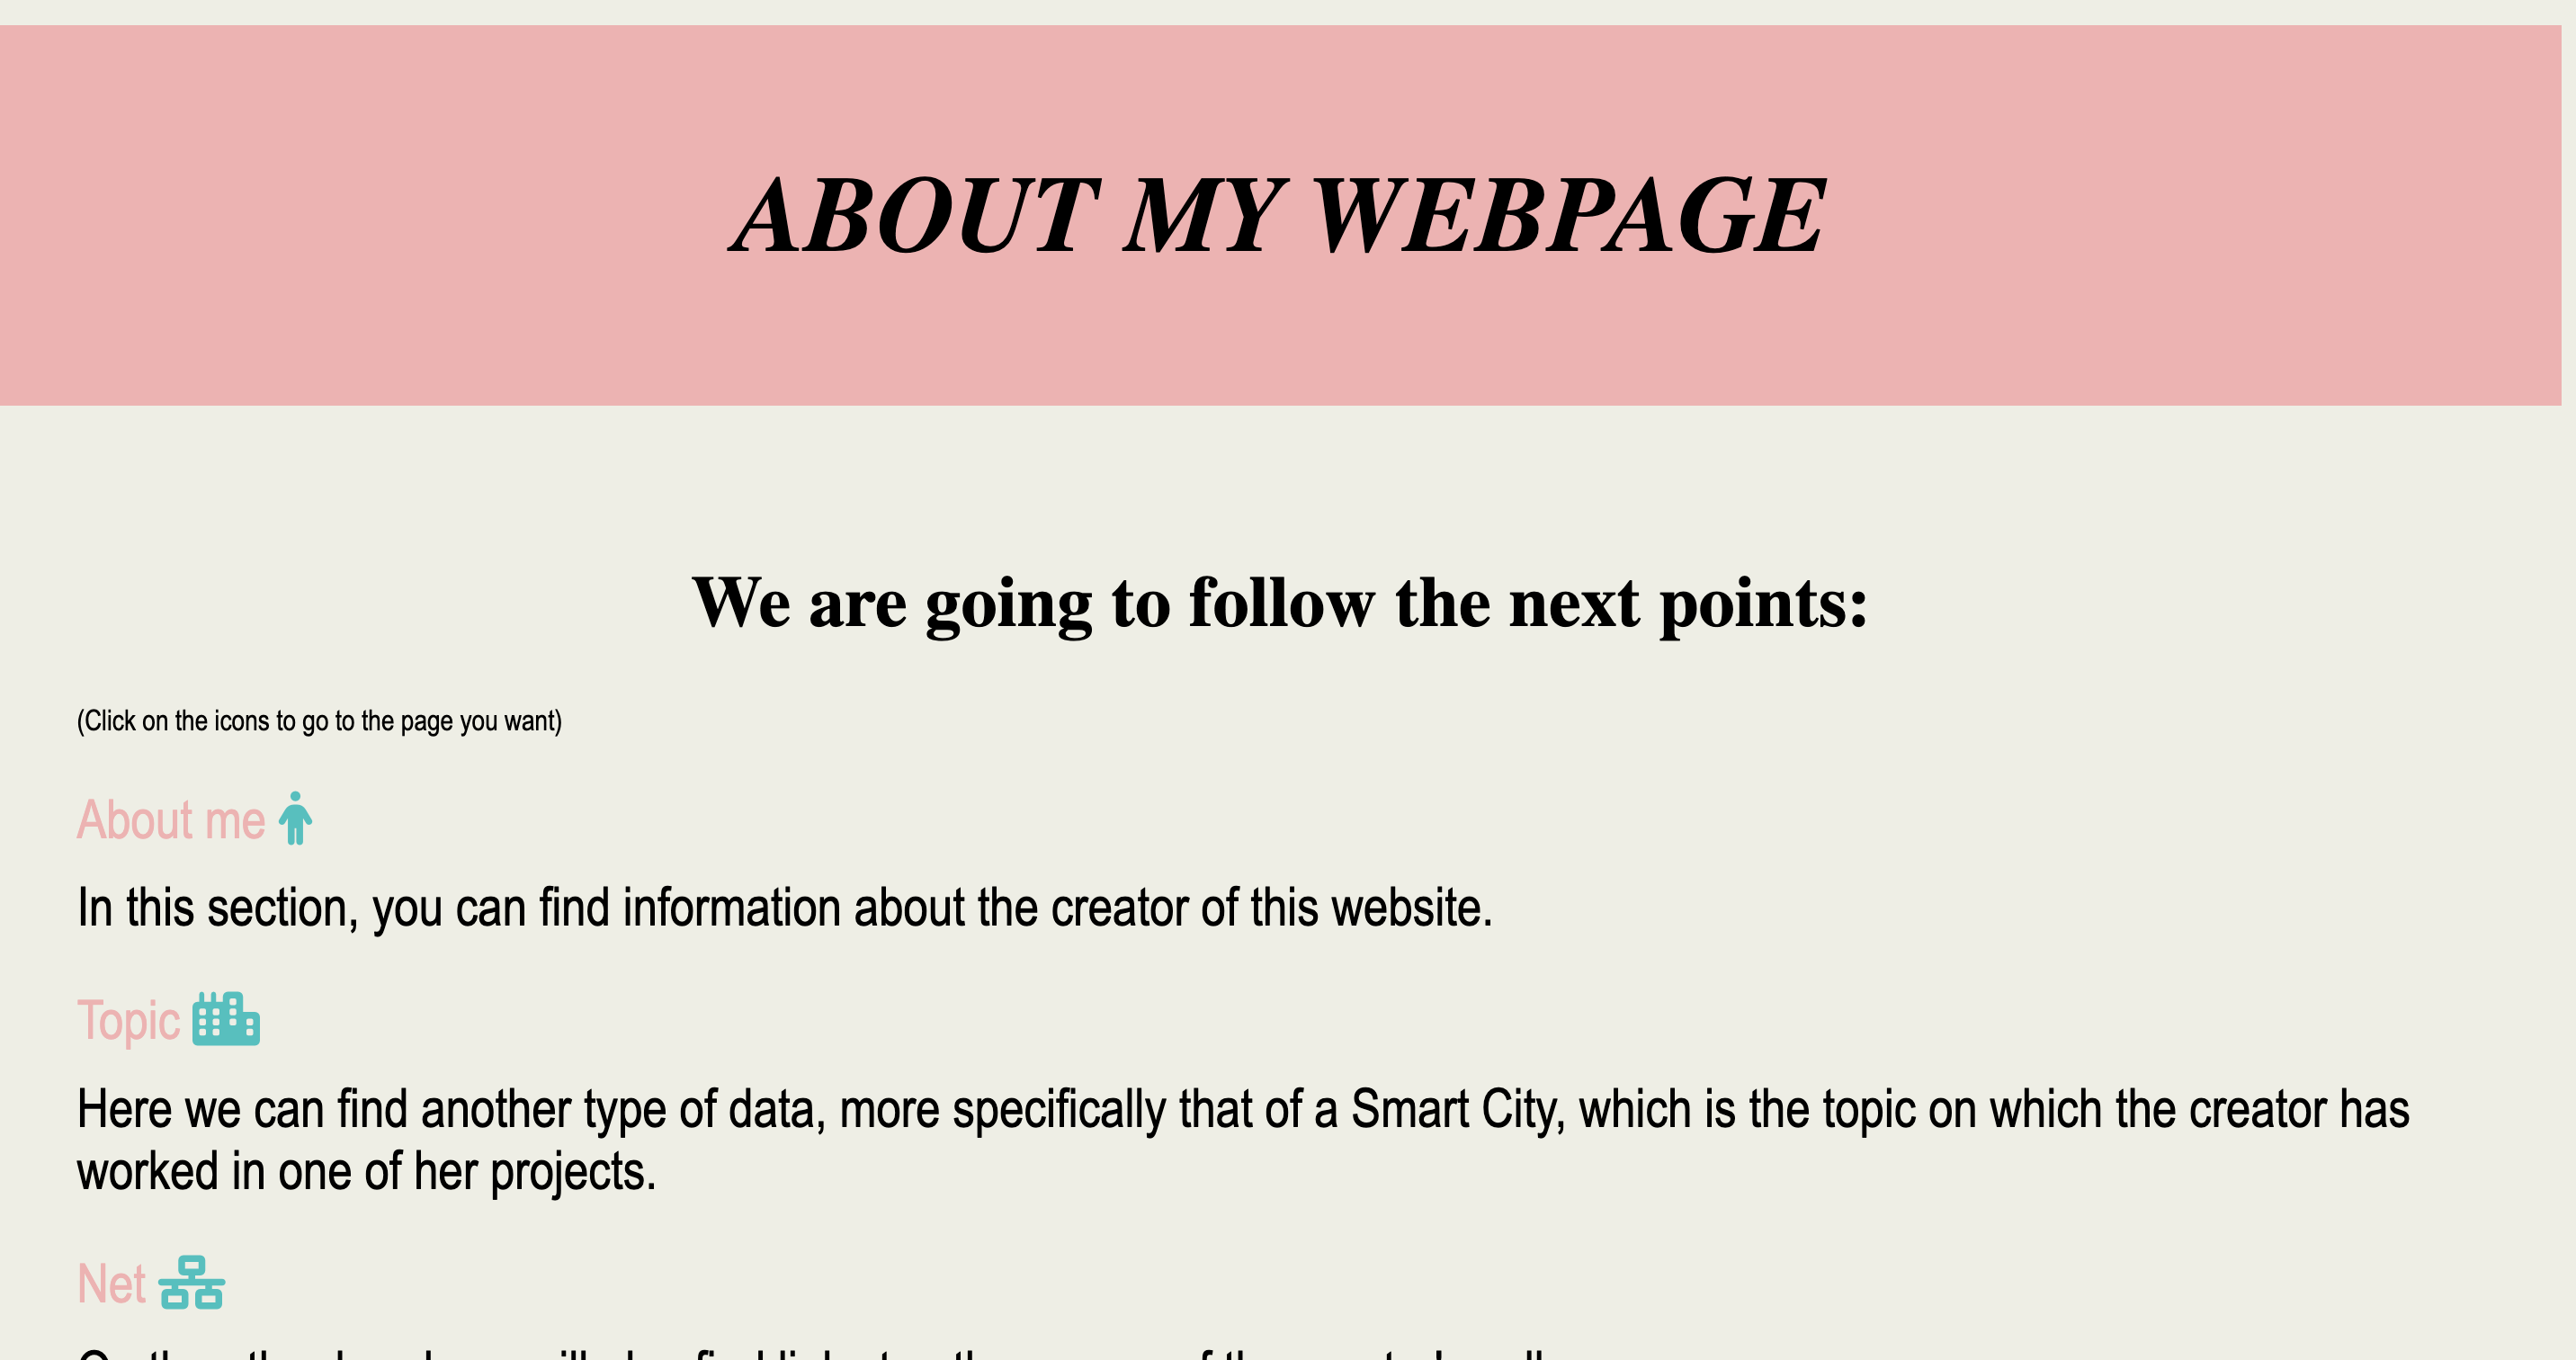 ABOUT MY WEBPAGE
We are going to follow the next points:
(Click on the icons to go to the page you want)
About me
In this section, you can find information about the creator of this website.
Topic
Here we can find another type of data, more specifically that of a Smart City, which is the topic on which the creator has
worked in one of her projects.
Net